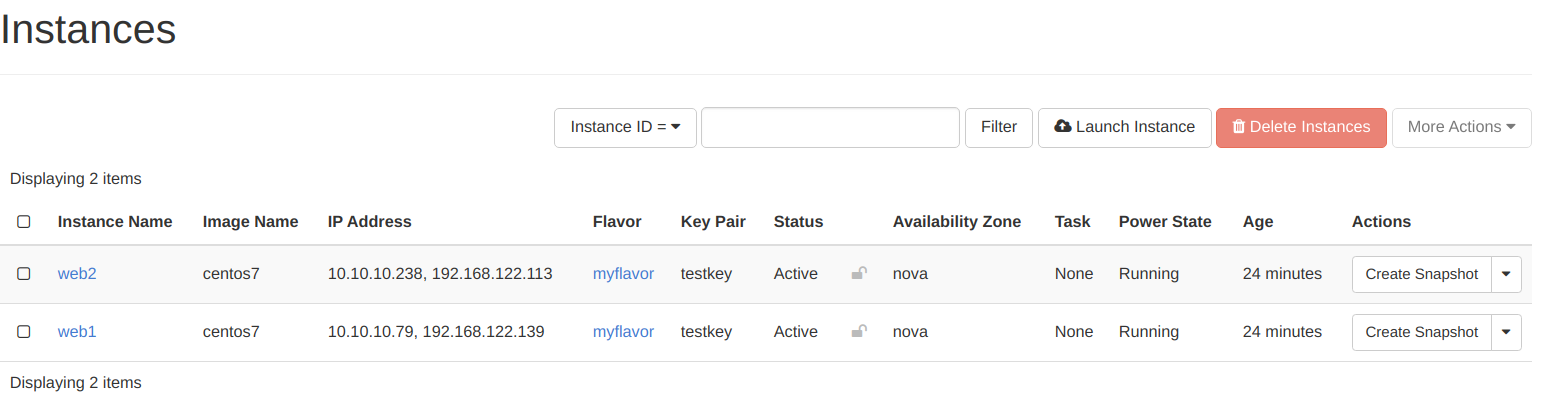 Instances
Instance ID = Filter Launch Instance Delete Instances More Actions
Displaying 2 items
Instance Name Image Name IP Address Flavor Key Pair Status Availability Zone Task Power State Age Actions
web2 centos7 10.10.10.238, 192.168.122.113 myflavor testkey Active nova None Running 24 minutes Create Snapshot
web1 centos7 10.10.10.79, 192.168.122.139 myflavor testkey Active nova None Running 24 minutes Create Snapshot
Displaying 2 items